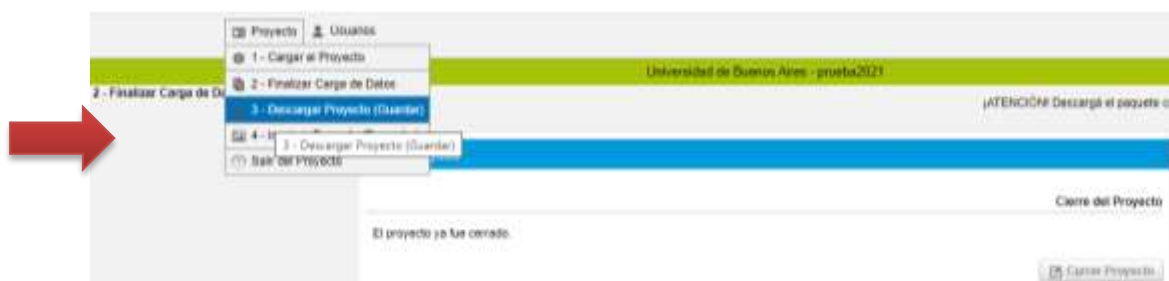 Proyecto Usuarios
1 - Cargar el Proyecto
2 - Finalizar Carga de Datos
3 - Descargar Proyecto (Guardar)
4 -
3 - Descargar Proyecto (Guardar)
Salir del Proyecto
Universidad de Buenos Aires - prueba2021
2 - Finalizar Carga de
¡ATENCIÓN! Descargá el paquete
Cierre del Proyecto
El proyecto ya fue cerrado.
Cerrar Proyecto